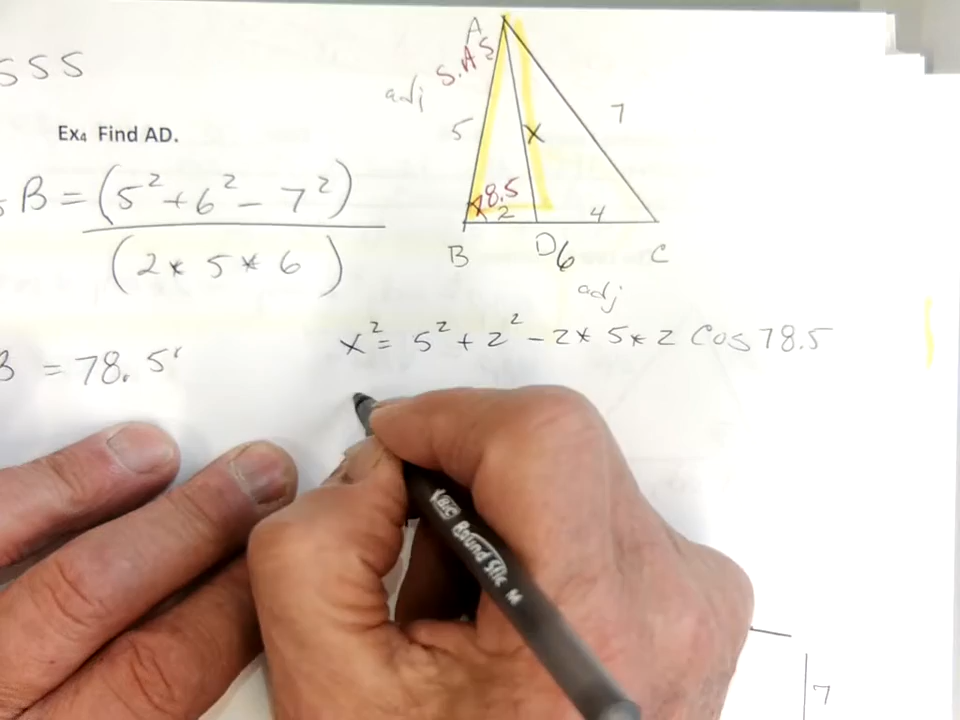 SSS
Ex4 Find AD.
B = (5² + 6² - 7²)
(2 * 5 * 6)
B = 78.5°
A
S.A.S
adj
5
7
X
78.5
2
4
B
D
6
C
adj
x² = 5² + 2² - 2 * 5 * 2 Cos 78.5
BIC Round Stic M
7